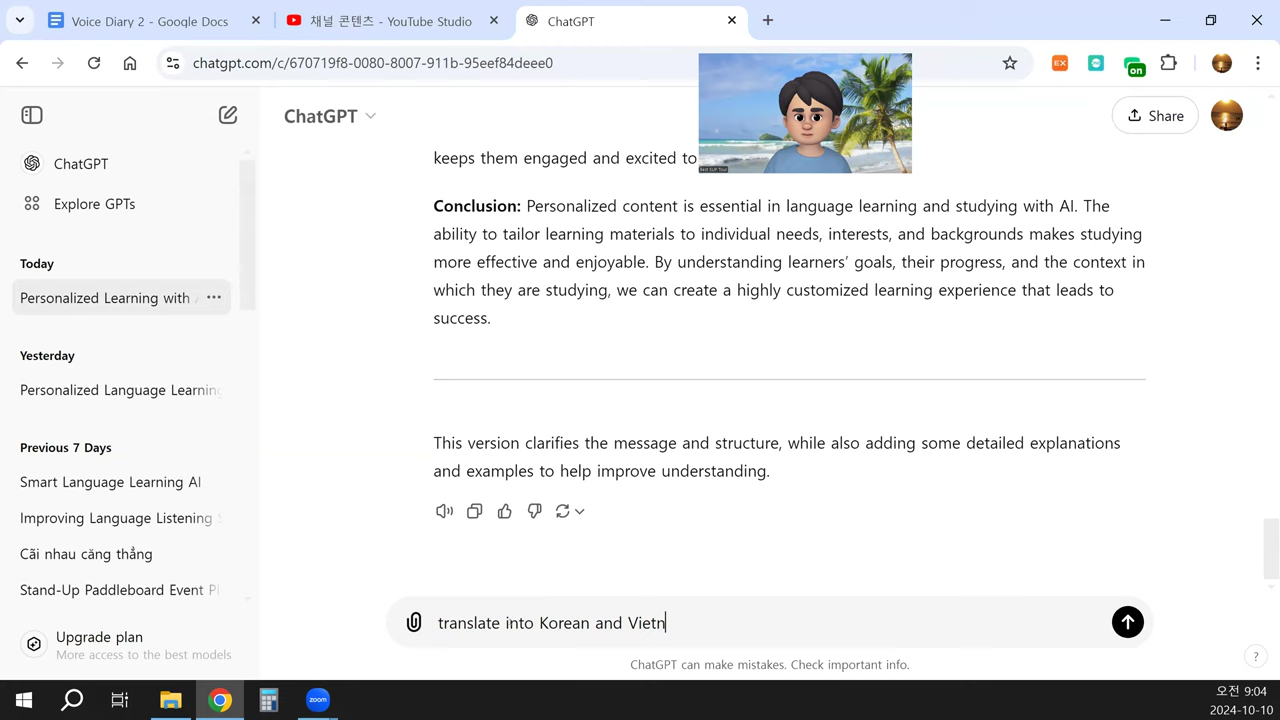 Voice Diary 2 - Google Docs
채널 콘텐츠 - YouTube Studio
ChatGPT
chatgpt.com/c/670719f8-0080-8007-911b-95eef84deee0
EX
on
ChatGPT
Share
ChatGPT
Explore GPTs
Today
Personalized Learning with
Yesterday
Personalized Language Learning
Previous 7 Days
Smart Language Learning AI
Improving Language Listening S
Cãi nhau căng thẳng
Stand-Up Paddleboard Event Pl
Upgrade plan
More access to the best models
keeps them engaged and excited to
Conclusion: Personalized content is essential in language learning and studying with AI. The
ability to tailor learning materials to individual needs, interests, and backgrounds makes studying
more effective and enjoyable. By understanding learners’ goals, their progress, and the context in
which they are studying, we can create a highly customized learning experience that leads to
success.
This version clarifies the message and structure, while also adding some detailed explanations
and examples to help improve understanding.
translate into Korean and Vietn
ChatGPT can make mistakes. Check important info.
?
zoom
오전 9:04
2024-10-10